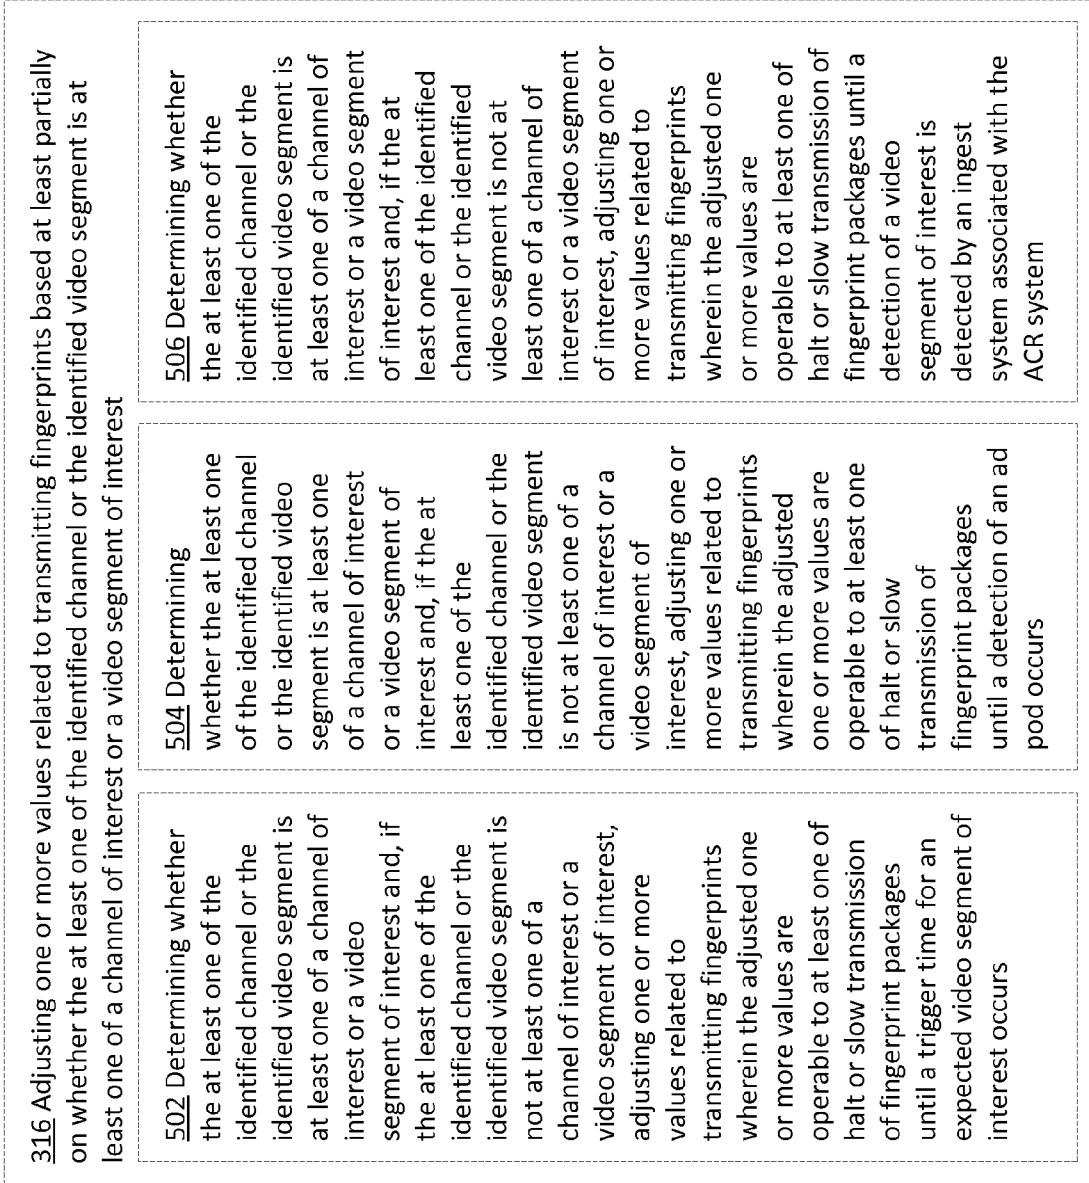 316 Adjusting one or more values related to transmitting fingerprints based at least partially
on whether the at least one of the identified channel or the identified video segment is at
least one of a channel of interest or a video segment of interest
502 Determining whether
the at least one of the
identified channel or the
identified video segment is
at least one of a channel of
interest or a video
segment of interest and, if
the at least one of the
identified channel or the
identified video segment is
not at least one of a
channel of interest or a
video segment of interest,
adjusting one or more
values related to
transmitting fingerprints
wherein the adjusted one
or more values are
operable to at least one of
halt or slow transmission
of fingerprint packages
until a trigger time for an
expected video segment of
interest occurs
504 Determining
whether the at least one
of the identified channel
or the identified video
segment is at least one
of a channel of interest
or a video segment of
interest and, if the at
least one of the
identified channel or the
identified video segment
is not at least one of a
channel of interest or a
video segment of
interest, adjusting one or
more values related to
transmitting fingerprints
wherein the adjusted
one or more values are
operable to at least one
of halt or slow
transmission of
fingerprint packages
until a detection of an ad
pod occurs
506 Determining whether
the at least one of the
identified channel or the
identified video segment is
at least one of a channel of
interest or a video segment
of interest and, if the at
least one of the identified
channel or the identified
video segment is not at
least one of a channel of
interest or a video segment
of interest, adjusting one or
more values related to
transmitting fingerprints
wherein the adjusted one
or more values are
operable to at least one of
halt or slow transmission of
fingerprint packages until a
detection of a video
segment of interest is
detected by an ingest
system associated with the
ACR system